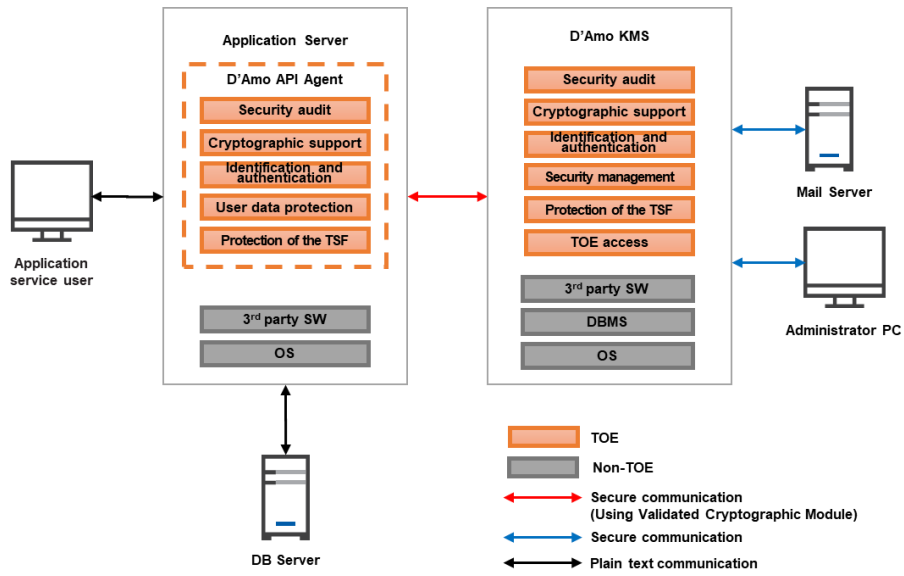 Application Server
D'Amo API Agent
Security audit
Cryptographic support
Identification and
authentication
User data protection
Protection of the TSF
3rd party SW
OS
D'Amo KMS
Security audit
Cryptographic support
Identification and
authentication
Security management
Protection of the TSF
TOE access
3rd party SW
DBMS
OS
Application
service user
Mail Server
Administrator PC
DB Server
TOE
Non-TOE
Secure communication
(Using Validated Cryptographic Module)
Secure communication
Plain text communication